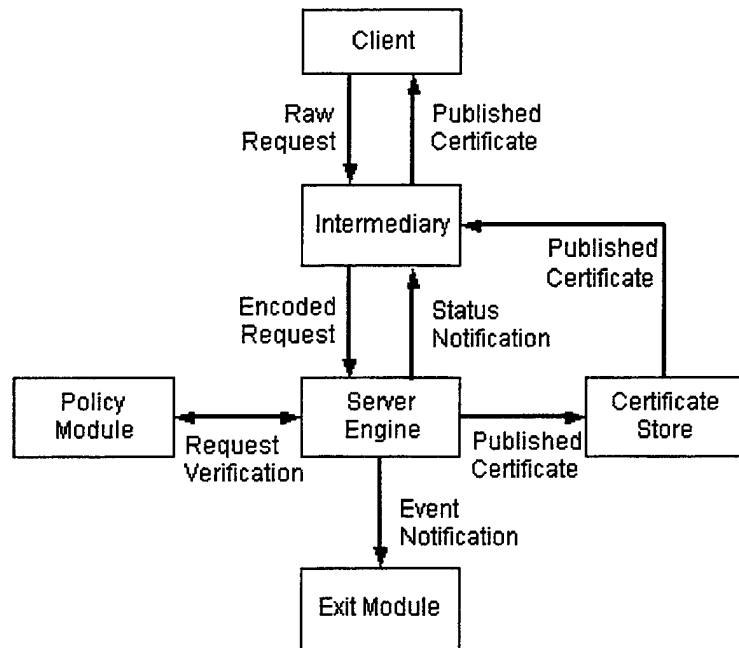 Client
Raw
Request
Published
Certificate
Intermediary
Published
Certificate
Encoded
Request
Status
Notification
Policy
Module
Server
Engine
Certificate
Store
Request
Verification
Published
Certificate
Event
Notification
Exit Module